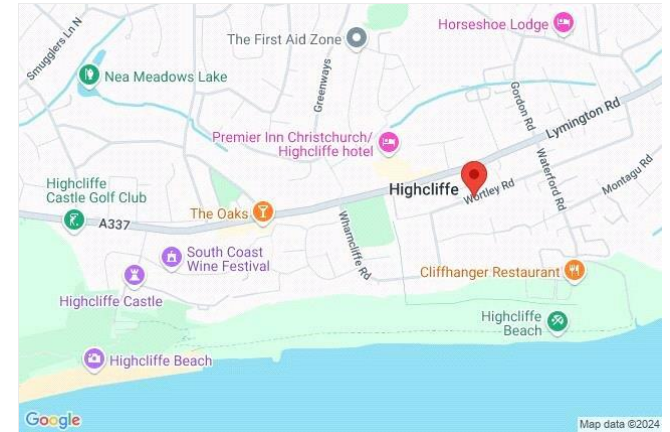 Horseshoe Lodge
The First Aid Zone
Smugglers Ln N
Nea Meadows Lake
Greenways
Gordon Rd
Lymington Rd
Premier Inn Christchurch/
Highcliffe hotel
Waterford Rd
Highcliffe
Castle Golf Club
Highcliffe
Wortley Rd
Montagu Rd
The Oaks
A337
Wharncliffe Rd
South Coast
Wine Festival
Cliffhanger Restaurant
Highcliffe Castle
Highcliffe
Beach
Highcliffe Beach
Google
Map data ©2024